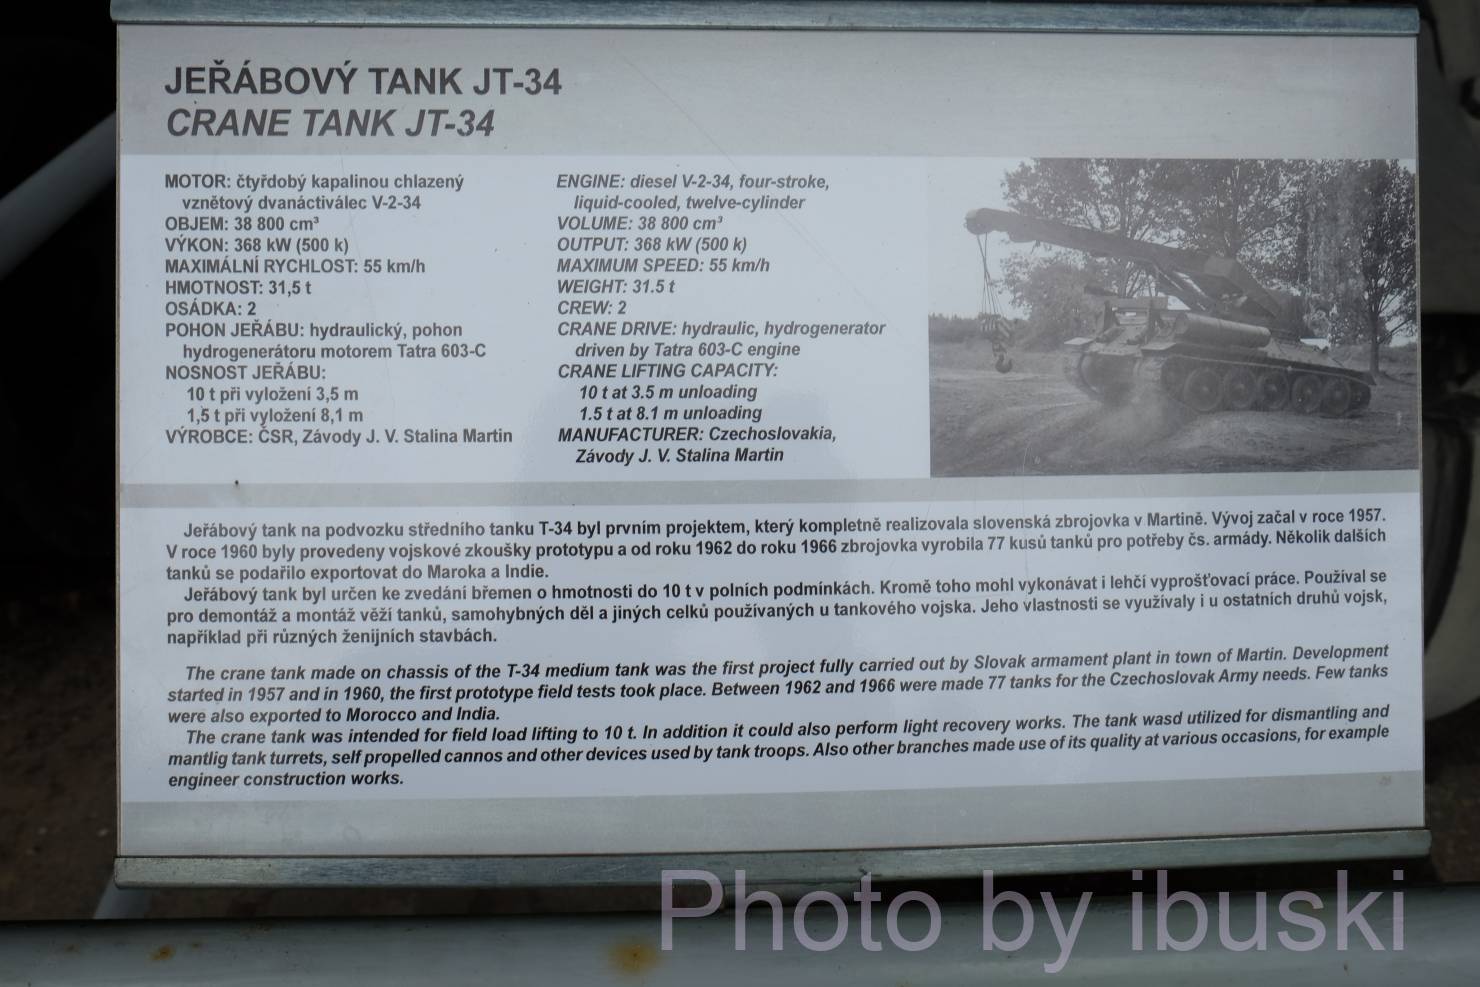 JEŘÁBOVÝ TANK JT-34
CRANE TANK JT-34
MOTOR: čtyřdobý kapalinou chlazený
vznětový dvanáctiválec V-2-34
OBJEM: 38 800 cm³
VÝKON: 368 kW (500 k)
MAXIMÁLNÍ RYCHLOST: 55 km/h
HMOTNOST: 31,5 t
OSÁDKA: 2
POHON JEŘÁBU: hydraulický, pohon
hydrogenerátoru motorem Tatra 603-C
NOSNOST JEŘÁBU:
10 t při vyložení 3,5 m
1,5 t při vyložení 8,1 m
VÝROBCE: ČSR, Závody J. V. Stalina Martin
ENGINE: diesel V-2-34, four-stroke,
liquid-cooled, twelve-cylinder
VOLUME: 38 800 cm³
OUTPUT: 368 kW (500 k)
MAXIMUM SPEED: 55 km/h
WEIGHT: 31.5 t
CREW: 2
CRANE DRIVE: hydraulic, hydrogenerator
driven by Tatra 603-C engine
CRANE LIFTING CAPACITY:
10 t at 3.5 m unloading
1.5 t at 8.1 m unloading
MANUFACTURER: Czechoslovakia,
Závody J. V. Stalina Martin
Jeřábový tank na podvozku středního tanku T-34 byl prvním projektem, který kompletně realizovala slovenská zbrojovka v Martině. Vývoj začal v roce 1957.
V roce 1960 byly provedeny vojskové zkoušky prototypu a od roku 1962 do roku 1966 zbrojovka vyrobila 77 kusů tanků pro potřeby čs. armády. Několik dalších
tanků se podařilo exportovat do Maroka a Indie.
Jeřábový tank byl určen ke zvedání břemen o hmotnosti do 10 t v polních podmínkách. Kromě toho mohl vykonávat i lehčí vyprošťovací práce. Používal se
pro demontáž a montáž věží tanků, samohybných děl a jiných celků používaných u tankového vojska. Jeho vlastnosti se využívaly i u ostatních druhů vojsk,
například při různých ženijních stavbách.
The crane tank made on chassis of the T-34 medium tank was the first project fully carried out by Slovak armament plant in town of Martin. Development
started in 1957 and in 1960, the first prototype field tests took place. Between 1962 and 1966 were made 77 tanks for the Czechoslovak Army needs. Few tanks
were also exported to Morocco and India.
The crane tank was intended for field load lifting to 10 t. In addition it could also perform light recovery works. The tank wasd utilized for dismantling and
mantlig tank turrets, self propelled cannos and other devices used by tank troops. Also other branches made use of its quality at various occasions, for example
engineer construction works.
Photo by ibuski